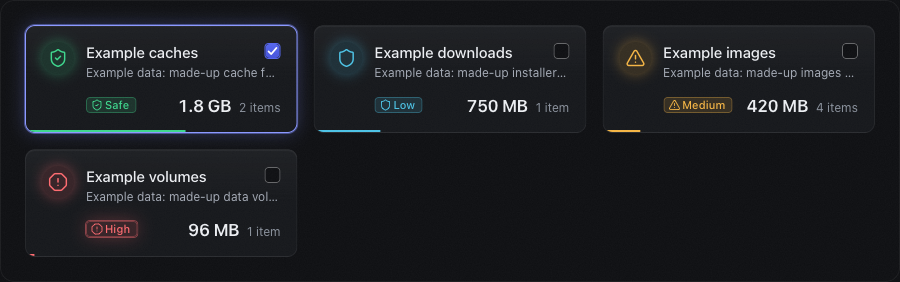 Example caches
Example data: made-up cache f…
Safe
1.8 GB 2 items
Example downloads
Example data: made-up installer…
Low
750 MB 1 item
Example images
Example data: made-up images …
Medium
420 MB 4 items
Example volumes
Example data: made-up data vol…
High
96 MB 1 item